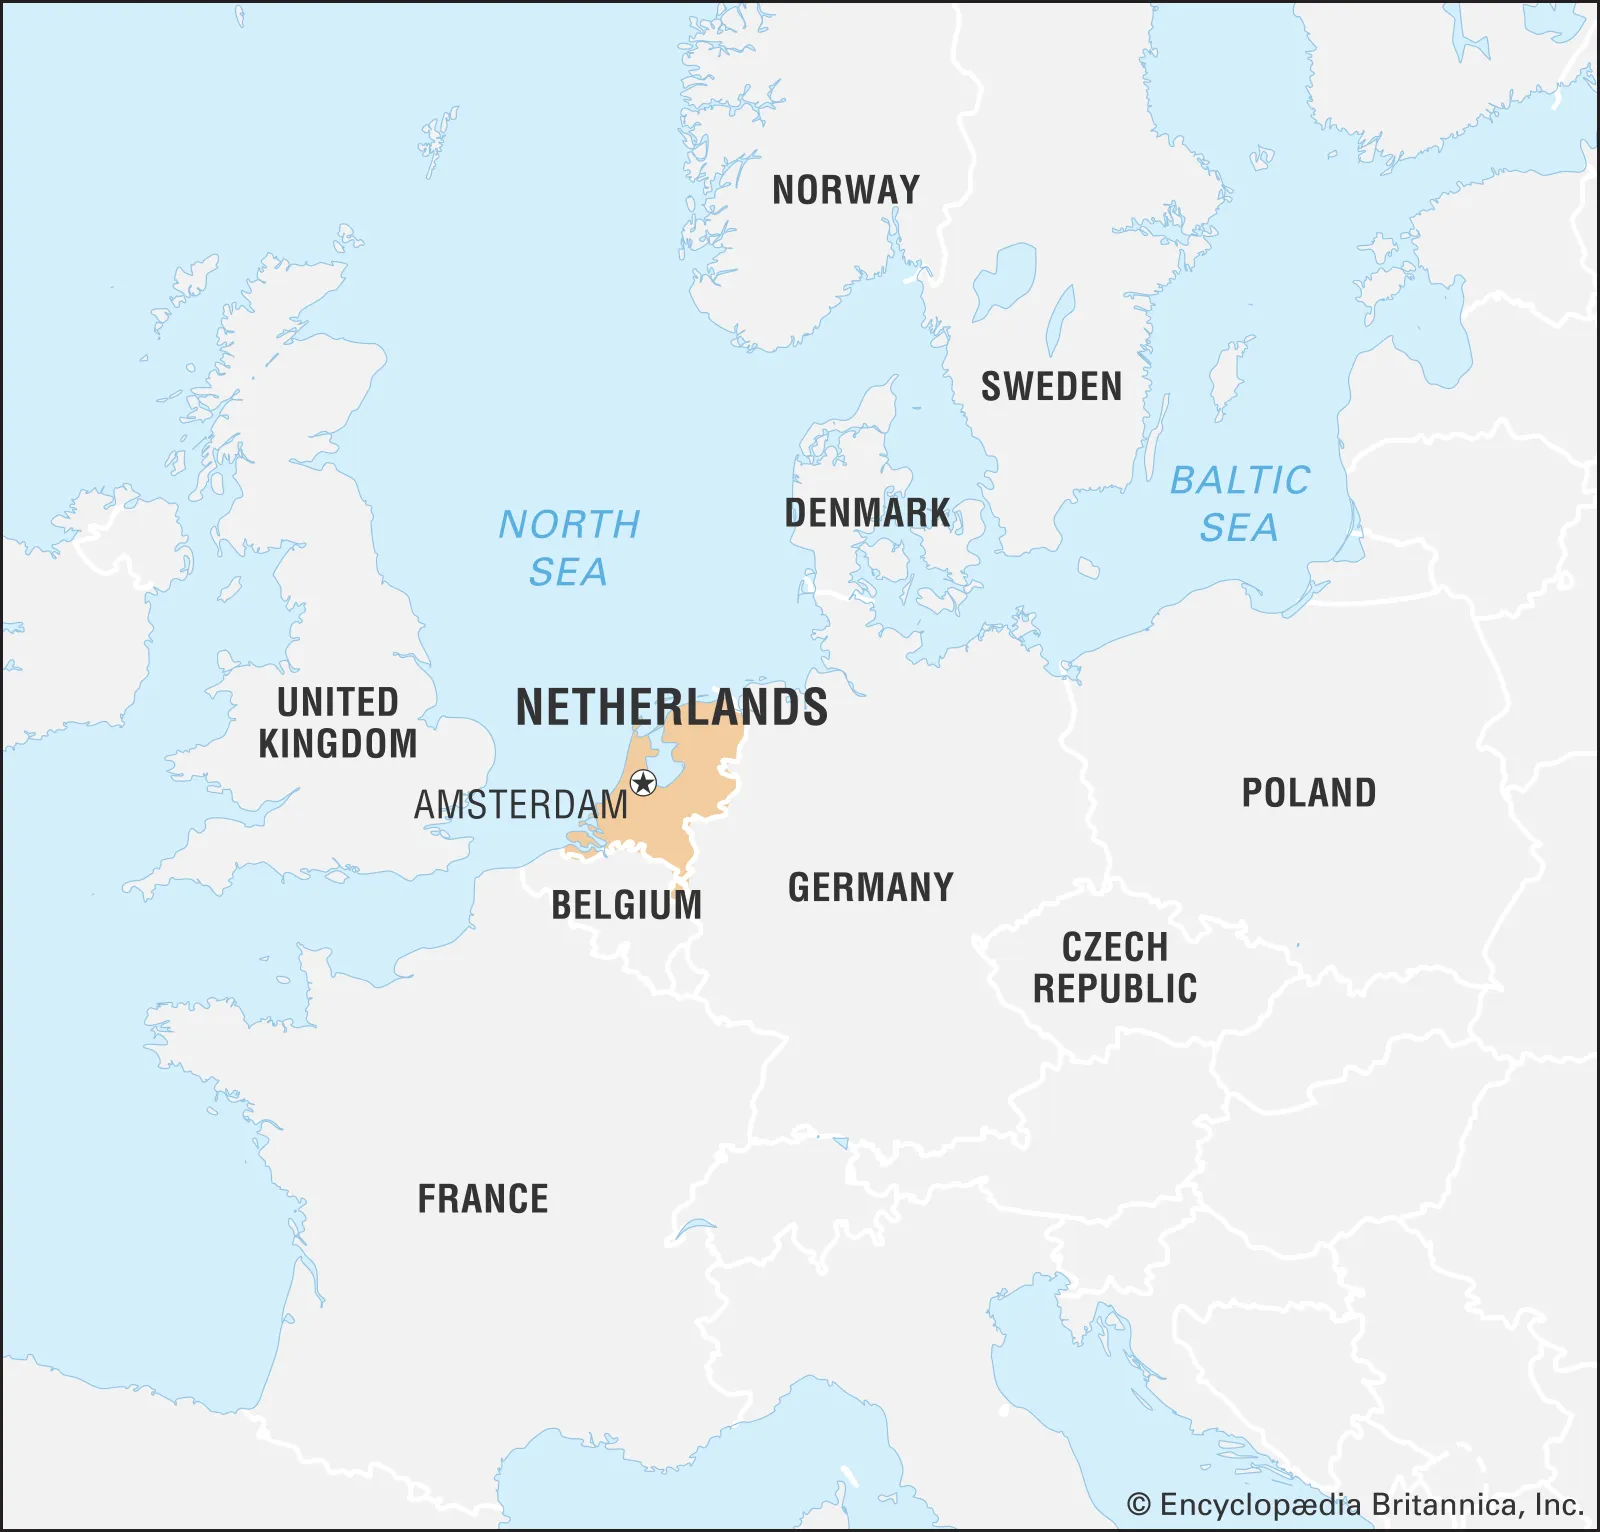 NORWAY
SWEDEN
BALTIC
SEA
DENMARK
NORTH
SEA
NETHERLANDS
UNITED
KINGDOM
AMSTERDAM
POLAND
GERMANY
BELGIUM
CZECH
REPUBLIC
FRANCE
© Encyclopædia Britannica, Inc.